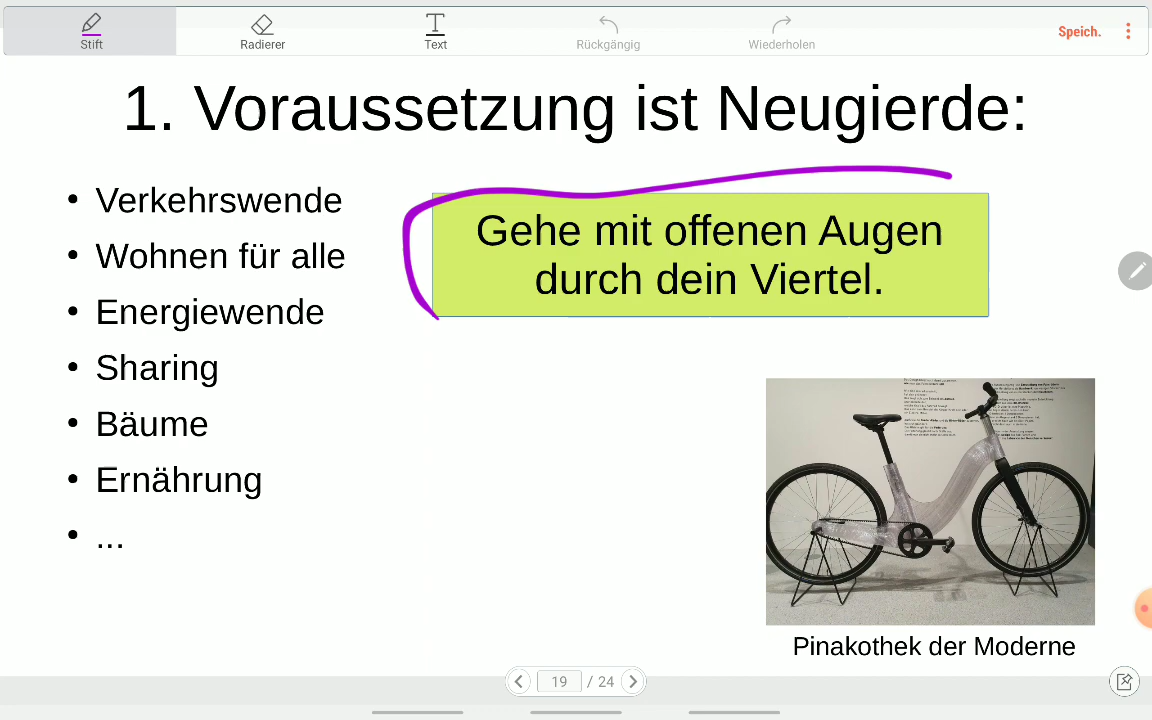 Stift
Radierer
Text
Rückgängig
Wiederholen
Speich.
1. Voraussetzung ist Neugierde:
• Verkehrswende
• Wohnen für alle
• Energiewende
• Sharing
• Bäume
• Ernährung
• ...
Gehe mit offenen Augen
durch dein Viertel.
Pinakothek der Moderne
19 / 24